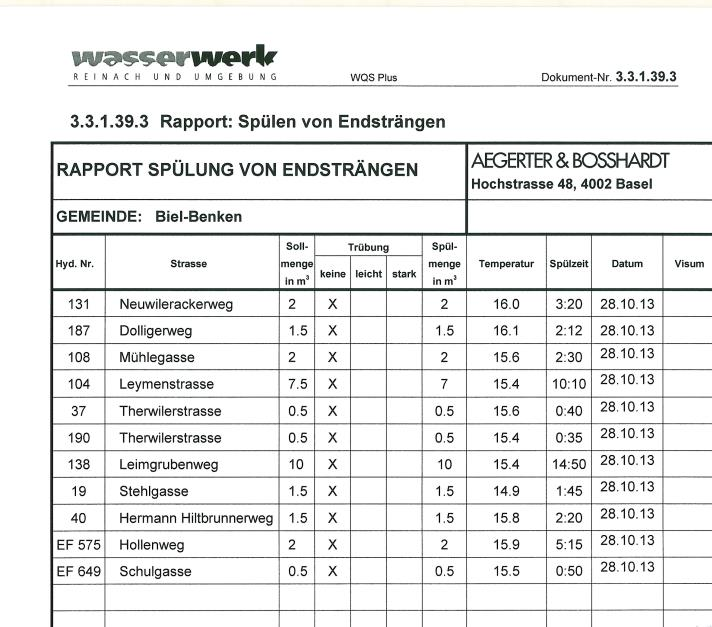 wasserwerk
REINACH UND UMGEBUNG
WQS Plus
Dokument-Nr. 3.3.1.39.3
3.3.1.39.3 Rapport: Spülen von Endsträngen
RAPPORT SPÜLUNG VON ENDSTRÄNGEN
AEGERTER & BOSSHARDT
Hochstrasse 48, 4002 Basel
GEMEINDE: Biel-Benken
Hyd. Nr. Strasse Soll-menge in m³ Trübung keine leicht stark Spül-menge in m³ Temperatur Spülzeit Datum Visum
131 Neuwilerackerweg 2 X 2 16.0 3:20 28.10.13
187 Dolligerweg 1.5 X 1.5 16.1 2:12 28.10.13
108 Mühlegasse 2 X 2 15.6 2:30 28.10.13
104 Leymenstrasse 7.5 X 7 15.4 10:10 28.10.13
37 Therwilerstrasse 0.5 X 0.5 15.6 0:40 28.10.13
190 Therwilerstrasse 0.5 X 0.5 15.4 0:35 28.10.13
138 Leimgrubenweg 10 X 10 15.4 14:50 28.10.13
19 Stehlgasse 1.5 X 1.5 14.9 1:45 28.10.13
40 Hermann Hiltbrunnerweg 1.5 X 1.5 15.8 2:20 28.10.13
EF 575 Hollenweg 2 X 2 15.9 5:15 28.10.13
EF 649 Schulgasse 0.5 X 0.5 15.5 0:50 28.10.13